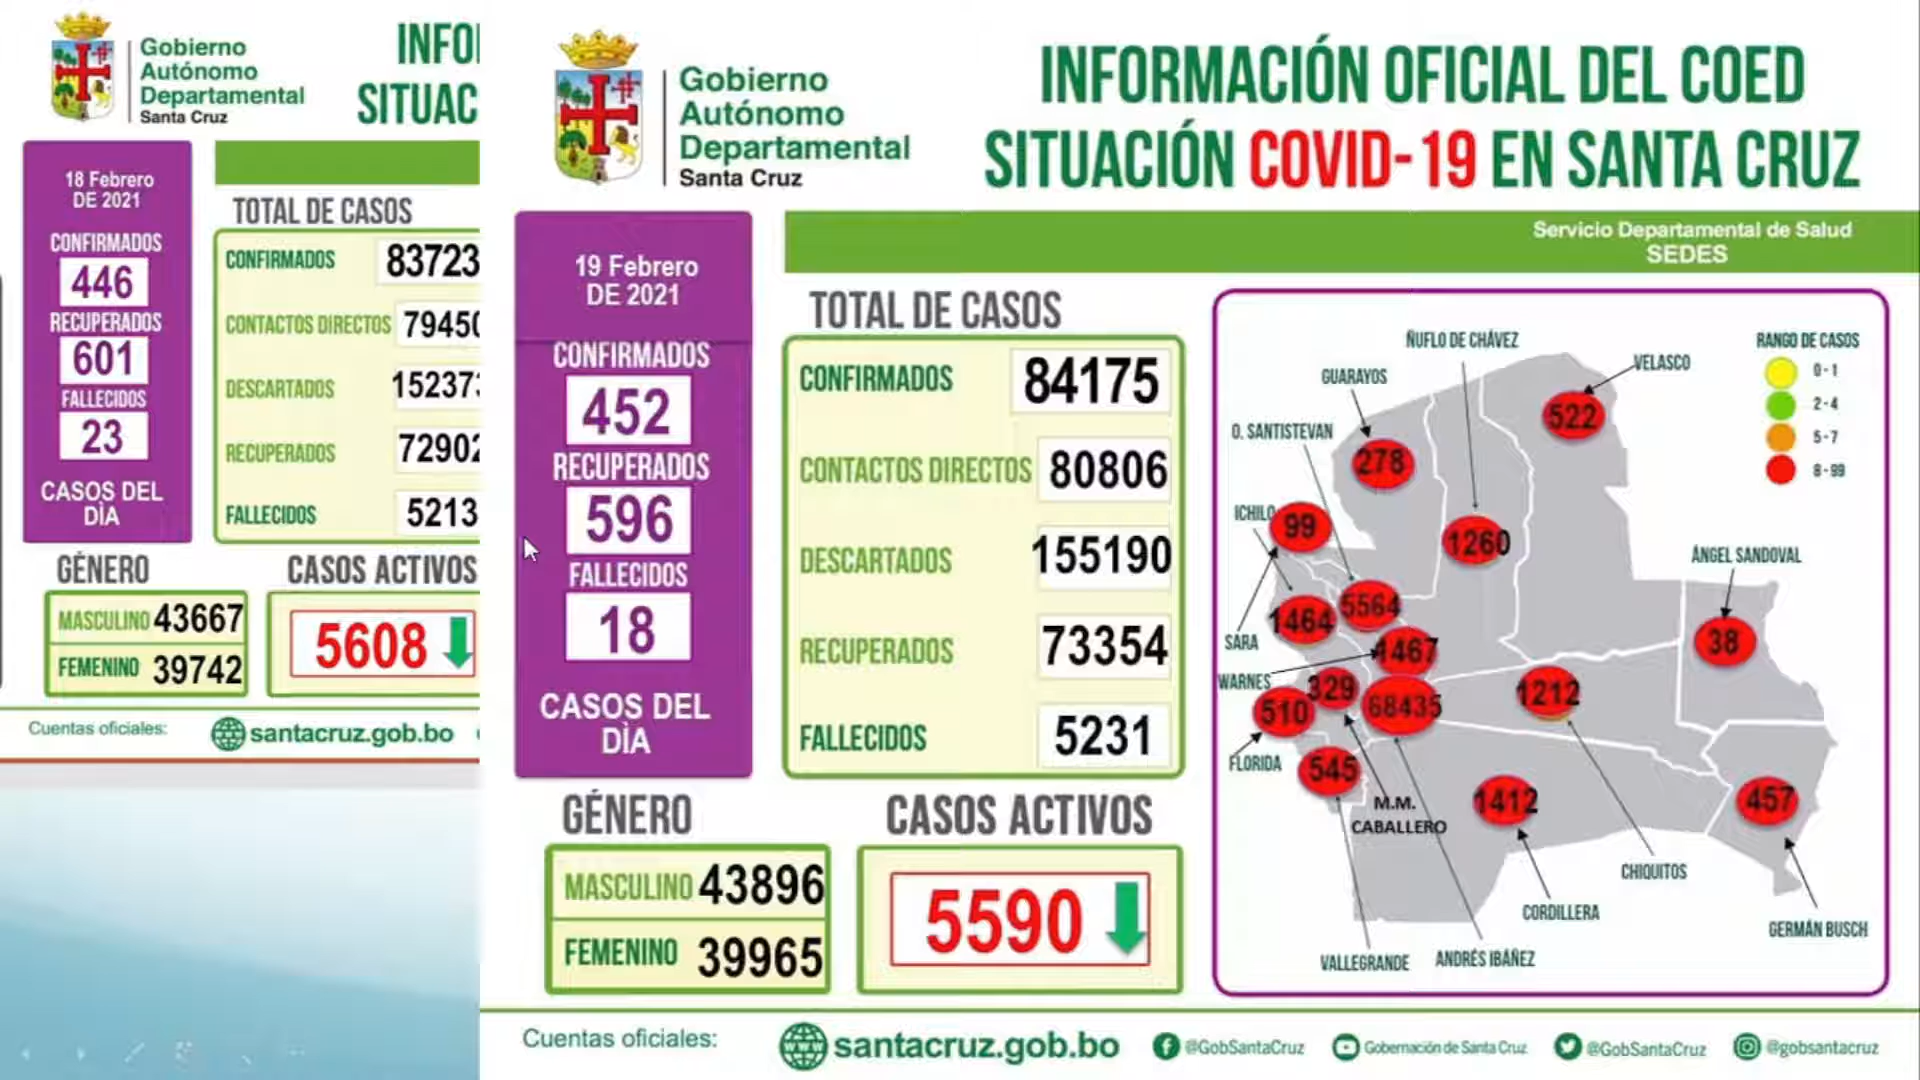 Gobierno
Autónomo
Departamental
Santa Cruz
18 Febrero
DE 2021
CONFIRMADOS
446
RECUPERADOS
601
FALLECIDOS
23
CASOS DEL
DÌA
TOTAL DE CASOS
CONFIRMADOS 83723
CONTACTOS DIRECTOS
DESCARTADOS
RECUPERADOS 72902
FALLECIDOS 5213
GÉNERO
MASCULINO 43667
FEMENINO 39742
CASOS ACTIVOS
5608
Cuentas oficiales:
santacruz.gob.bo
Gobierno
Autónomo
Departamental
Santa Cruz
INFORMACIÓN OFICIAL DEL COED
SITUACIÓN COVID-19 EN SANTA CRUZ
Servicio Departamental de Salud
SEDES
19 Febrero
DE 2021
CONFIRMADOS
452
RECUPERADOS
596
FALLECIDOS
18
CASOS DEL
DÌA
TOTAL DE CASOS
CONFIRMADOS 84175
CONTACTOS DIRECTOS 80806
DESCARTADOS 155190
RECUPERADOS 73354
FALLECIDOS 5231
GÉNERO
MASCULINO 43896
FEMENINO 39965
CASOS ACTIVOS
5590
ÑUFLO DE CHÁVEZ
VELASCO
GUARAYOS
O. SANTISTEVAN
522
278
ICHILO
99
1260
ÁNGEL SANDOVAL
5564
1464
SARA
38
1467
WARNES
329
510
68435
1212
FLORIDA
545
M.M.
CABALLERO
1412
457
CHIQUITOS
CORDILLERA
GERMÁN BUSCH
VALLEGRANDE
ANDRÉS IBÁÑEZ
RANGO DE CASOS
0-1
2-4
5-7
8-99
Cuentas oficiales:
www
santacruz.gob.bo
@GobSantaCruz
Gobernación de Santa Cruz
@GobSantaCruz
@gobsantacruz